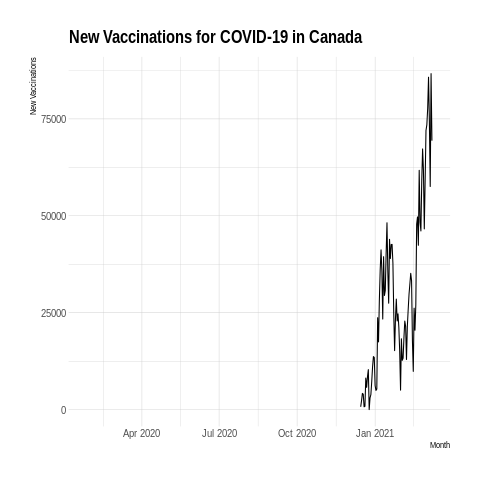 New Vaccinations for COVID-19 in Canada
New Vaccinations
75000
50000
25000
0
Apr 2020 Jul 2020 Oct 2020 Jan 2021
Month